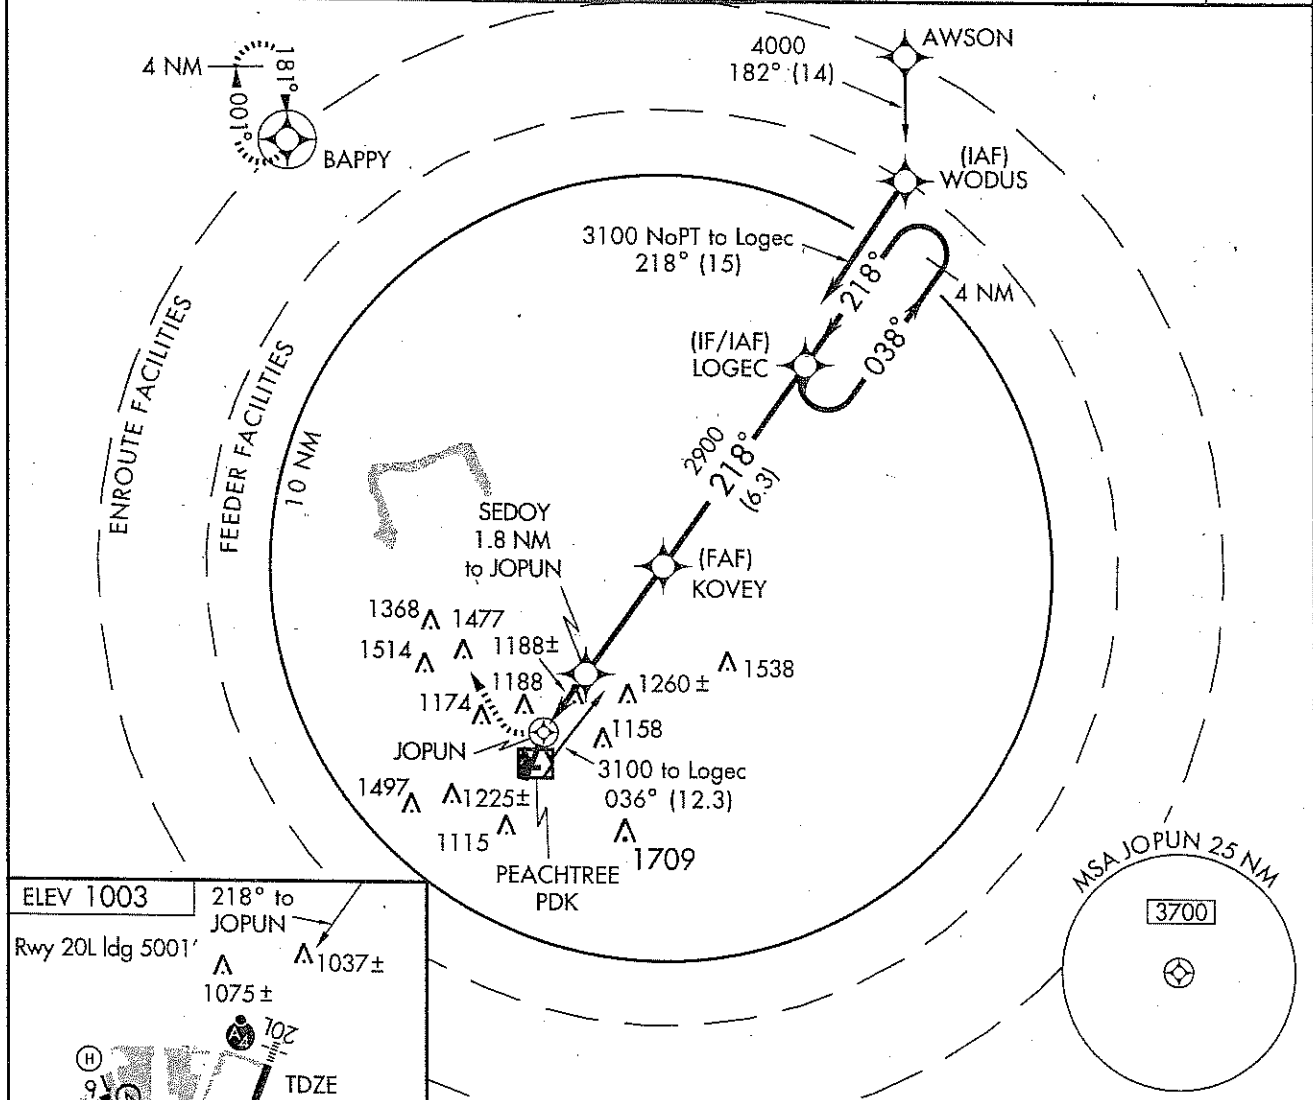 AWSON
4000
182° (14)
4 NM
181°
001°
BAPPY
(IAF)
WODUS
3100 NoPT to Logec
218° (15)
218°
4 NM
038°
(IF/IAF)
LOGEC
ENROUTE FACILITIES
FEEDER FACILITIES
10 NM
2900
218°
(6.3)
SEDOY
1.8 NM
to JOPUN
(FAF)
KOVEY
1368
1477
1514
1188±
1538
1188
1260±
1174
1158
JOPUN
3100 to Logec
036° (12.3)
1497
1225±
1115
1709
PEACHTREE
PDK
MSA JOPUN 25 NM
3700
ELEV 1003
218° to
JOPUN
Rwy 20L ldg 5001'
1037±
1075±
20L
H
9
TDZE